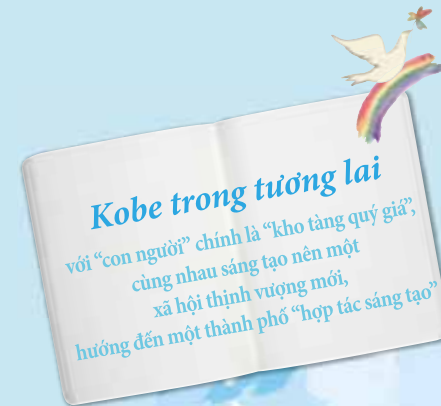 Kobe trong tương lai
với “con người” chính là “kho tàng quý giá”,
cùng nhau sáng tạo nên một
xã hội thịnh vượng mới,
hướng đến một thành phố “hợp tác sáng tạo”